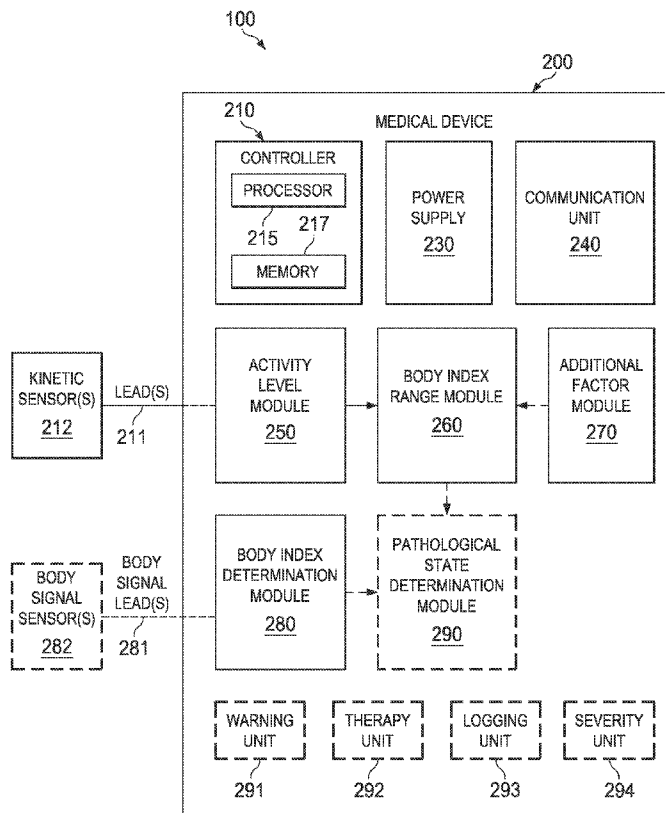 100
200
210
MEDICAL DEVICE
CONTROLLER
PROCESSOR
215
217
MEMORY
POWER
SUPPLY
230
COMMUNICATION
UNIT
240
KINETIC
SENSOR(S)
212
LEAD(S)
211
ACTIVITY
LEVEL
MODULE
250
BODY INDEX
RANGE MODULE
260
ADDITIONAL
FACTOR
MODULE
270
BODY
SIGNAL
SENSOR(S)
282
BODY
SIGNAL
LEAD(S)
281
BODY INDEX
DETERMINATION
MODULE
280
PATHOLOGICAL
STATE
DETERMINATION
MODULE
290
WARNING
UNIT
291
THERAPY
UNIT
292
LOGGING
UNIT
293
SEVERITY
UNIT
294